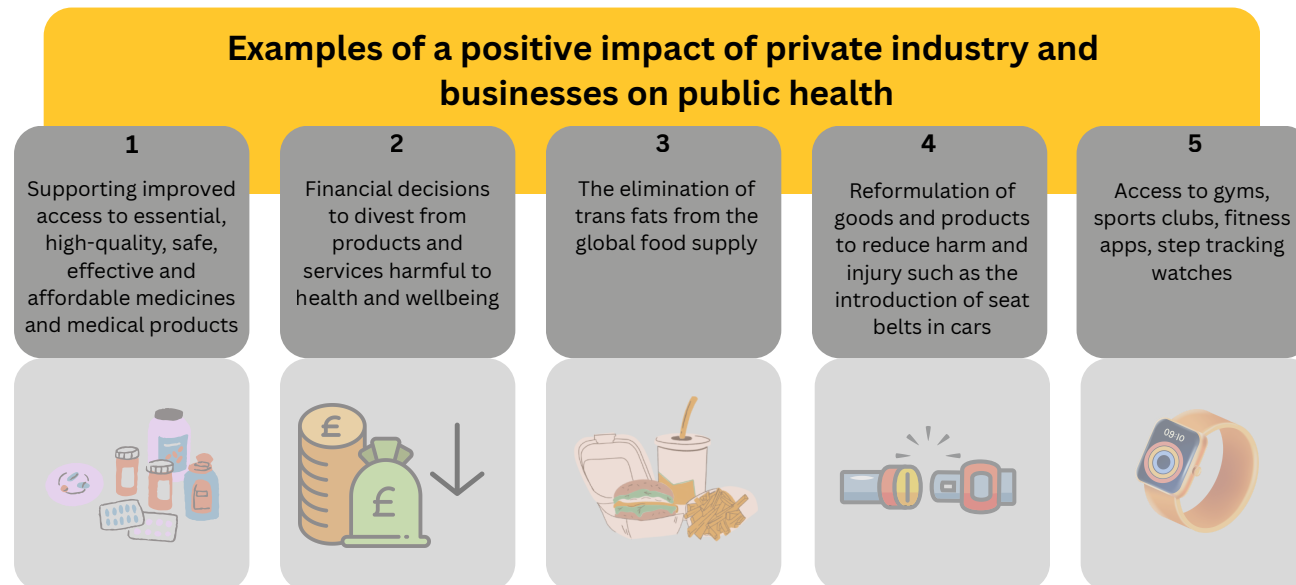 Examples of a positive impact of private industry and
businesses on public health
1
Supporting improved
access to essential,
high-quality, safe,
effective and
affordable medicines
and medical products
2
Financial decisions
to divest from
products and
services harmful to
health and wellbeing
3
The elimination of
trans fats from the
global food supply
4
Reformulation of
goods and products
to reduce harm and
injury such as the
introduction of seat
belts in cars
5
Access to gyms,
sports clubs, fitness
apps, step tracking
watches
£
£
09:10